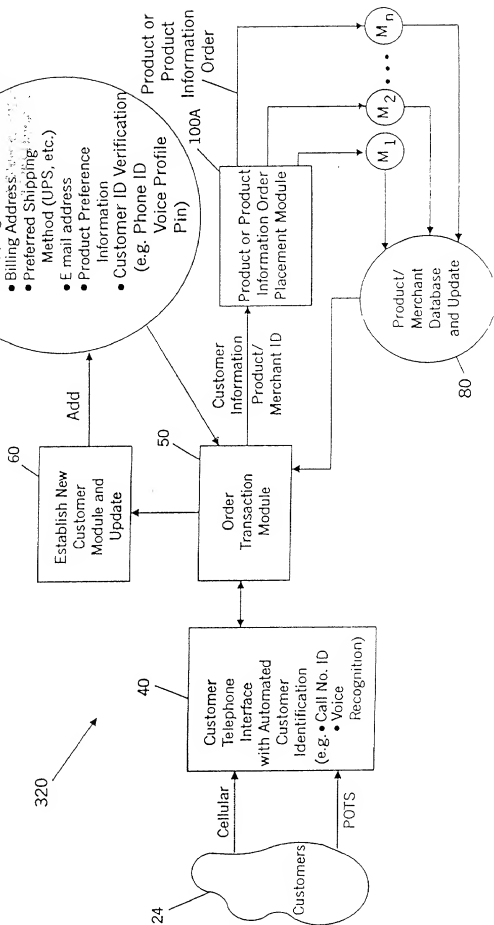 320
24
Customers
Cellular
POTS
40
Customer
Telephone
Interface
with Automated
Customer
Identification
(e.g. • Call No. ID
• Voice
Recognition)
60
Establish New
Customer
Module and
Update
Add
50
Order
Transaction
Module
• Billing Address
• Preferred Shipping
Method (UPS, etc.)
• E mail address
• Product Preference
Information
• Customer ID Verification
(e.g. Phone ID
Voice Profile
Pin)
Customer
Information
Product/
Merchant ID
100A
Product or Product
Information Order
Placement Module
Product or
Product
Information
/Order
M1
M2
• • • •
Mn
Product/
Merchant
Database
and Update
80